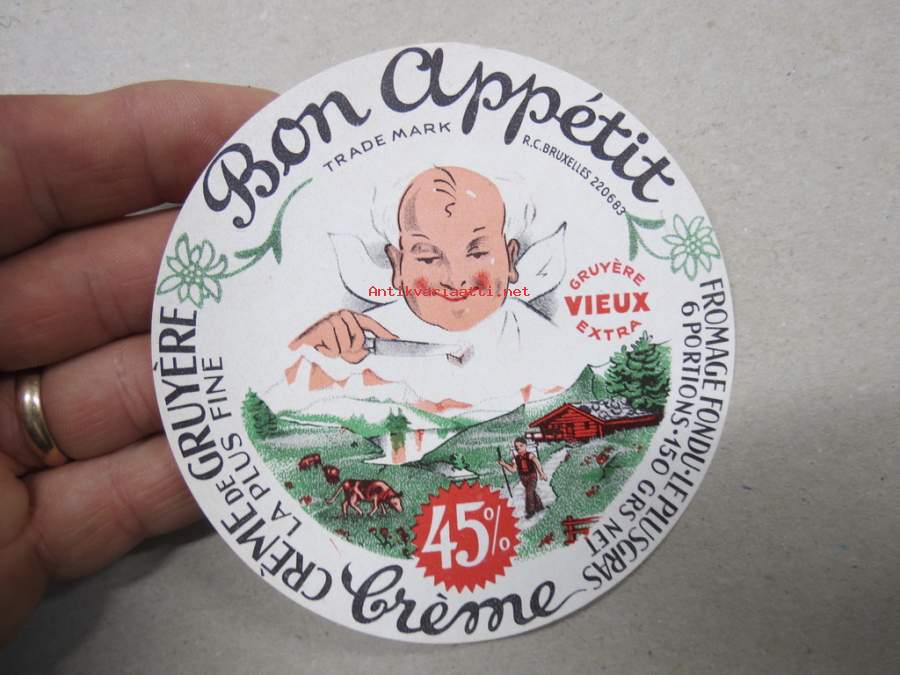 Bon Appétit
TRADE MARK
R.C. BRUXELLES 220683
GRUYÈRE
VIEUX
EXTRA
Antikvariaatti.net
CRÈME DE GRUYÈRE
LA PLUS FINE
FROMAGE FONDU-LE PLUS GRAS
6 PORTIONS-150 GRS NET
45%
Crème